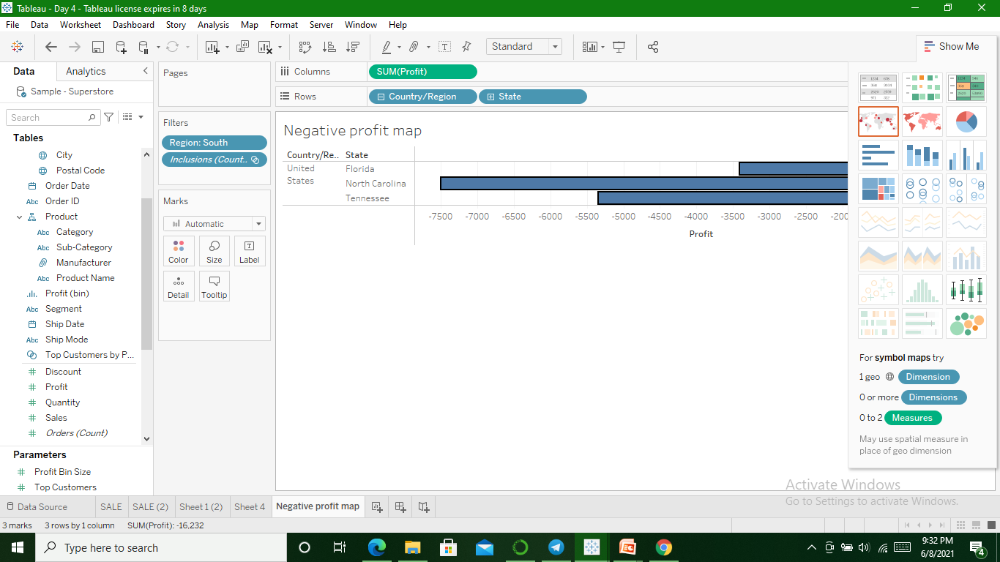 Tableau - Day 4 - Tableau license expires in 8 days
File Data Worksheet Dashboard Story Analysis Map Format Server Window Help
Standard
Show Me
Data Analytics
Sample - Superstore
Search
Tables
City
Postal Code
Order Date
Abc Order ID
Product
Abc Category
Abc Sub-Category
Manufacturer
Abc Product Name
Profit (bin)
Abc Segment
Ship Date
Abc Ship Mode
Top Customers by P...
# Discount
# Profit
# Quantity
# Sales
# Orders (Count)
Parameters
# Profit Bin Size
# Top Customers
Pages
Filters
Region: South
Inclusions (Count..
Marks
Automatic
Color Size Label
Detail Tooltip
Columns SUM(Profit)
Rows Country/Region State
Negative profit map
Country/Re.. State
United States Florida
North Carolina
Tennessee
-7500 -7000 -6500 -6000 -5500 -5000 -4500 -4000 -3500 -3000 -2500 -200
Profit
For symbol maps try
1 geo Dimension
0 or more Dimensions
0 to 2 Measures
May use spatial measure in
place of geo dimension
Activate Windows
Go to Settings to activate Windows.
Data Source SALE SALE (2) Sheet 1 (2) Sheet 4 Negative profit map
3 marks 3 rows by 1 column SUM(Profit): -16,232
Type here to search
9:32 PM
6/8/2021
4